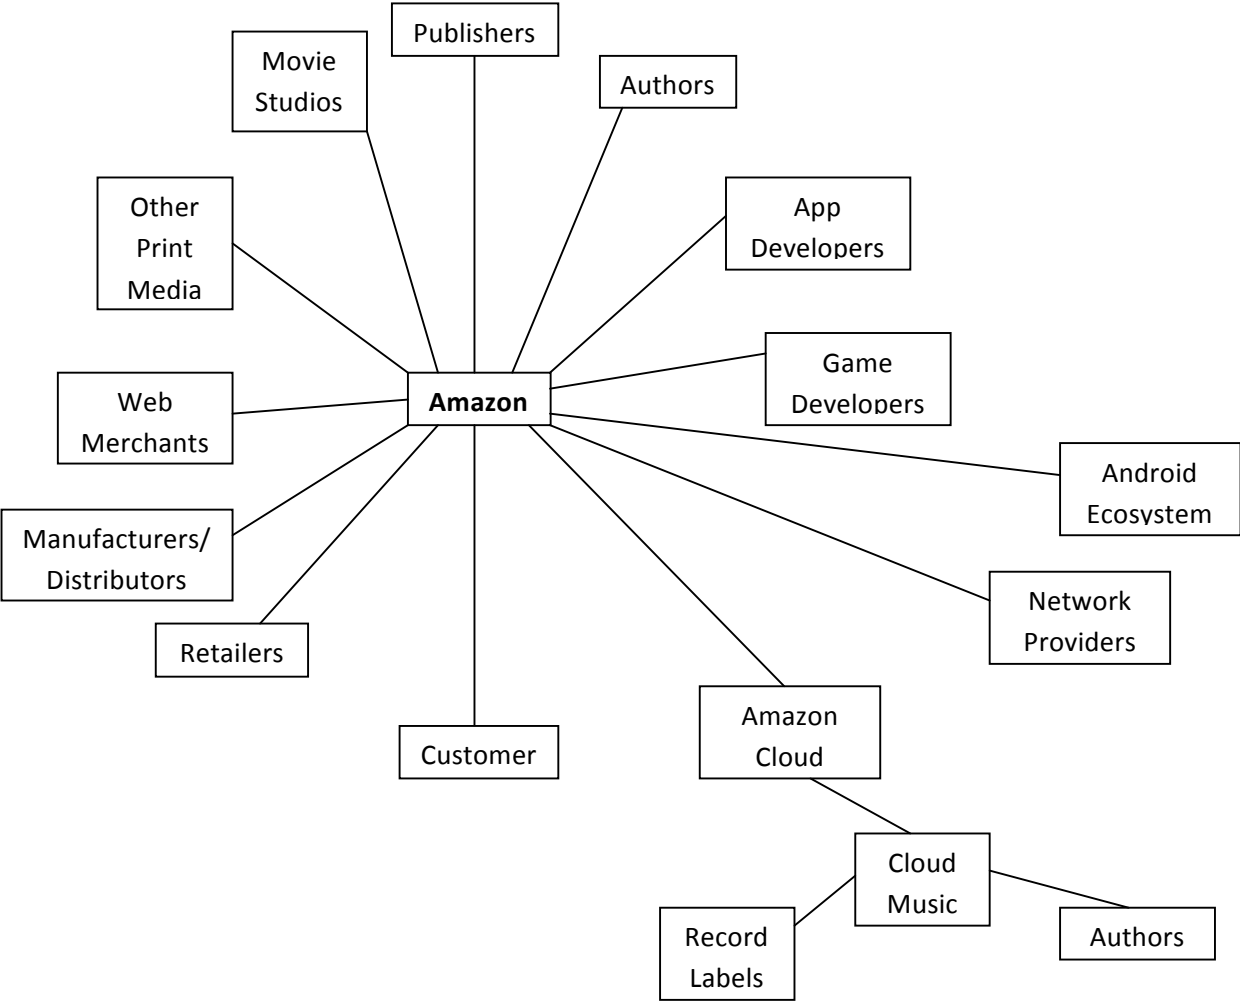 Publishers
Movie
Studios
Authors
Other
Print
Media
App
Developers
Game
Developers
Web
Merchants
Amazon
Android
Ecosystem
Manufacturers/
Distributors
Network
Providers
Retailers
Amazon
Cloud
Customer
Cloud
Music
Record
Labels
Authors